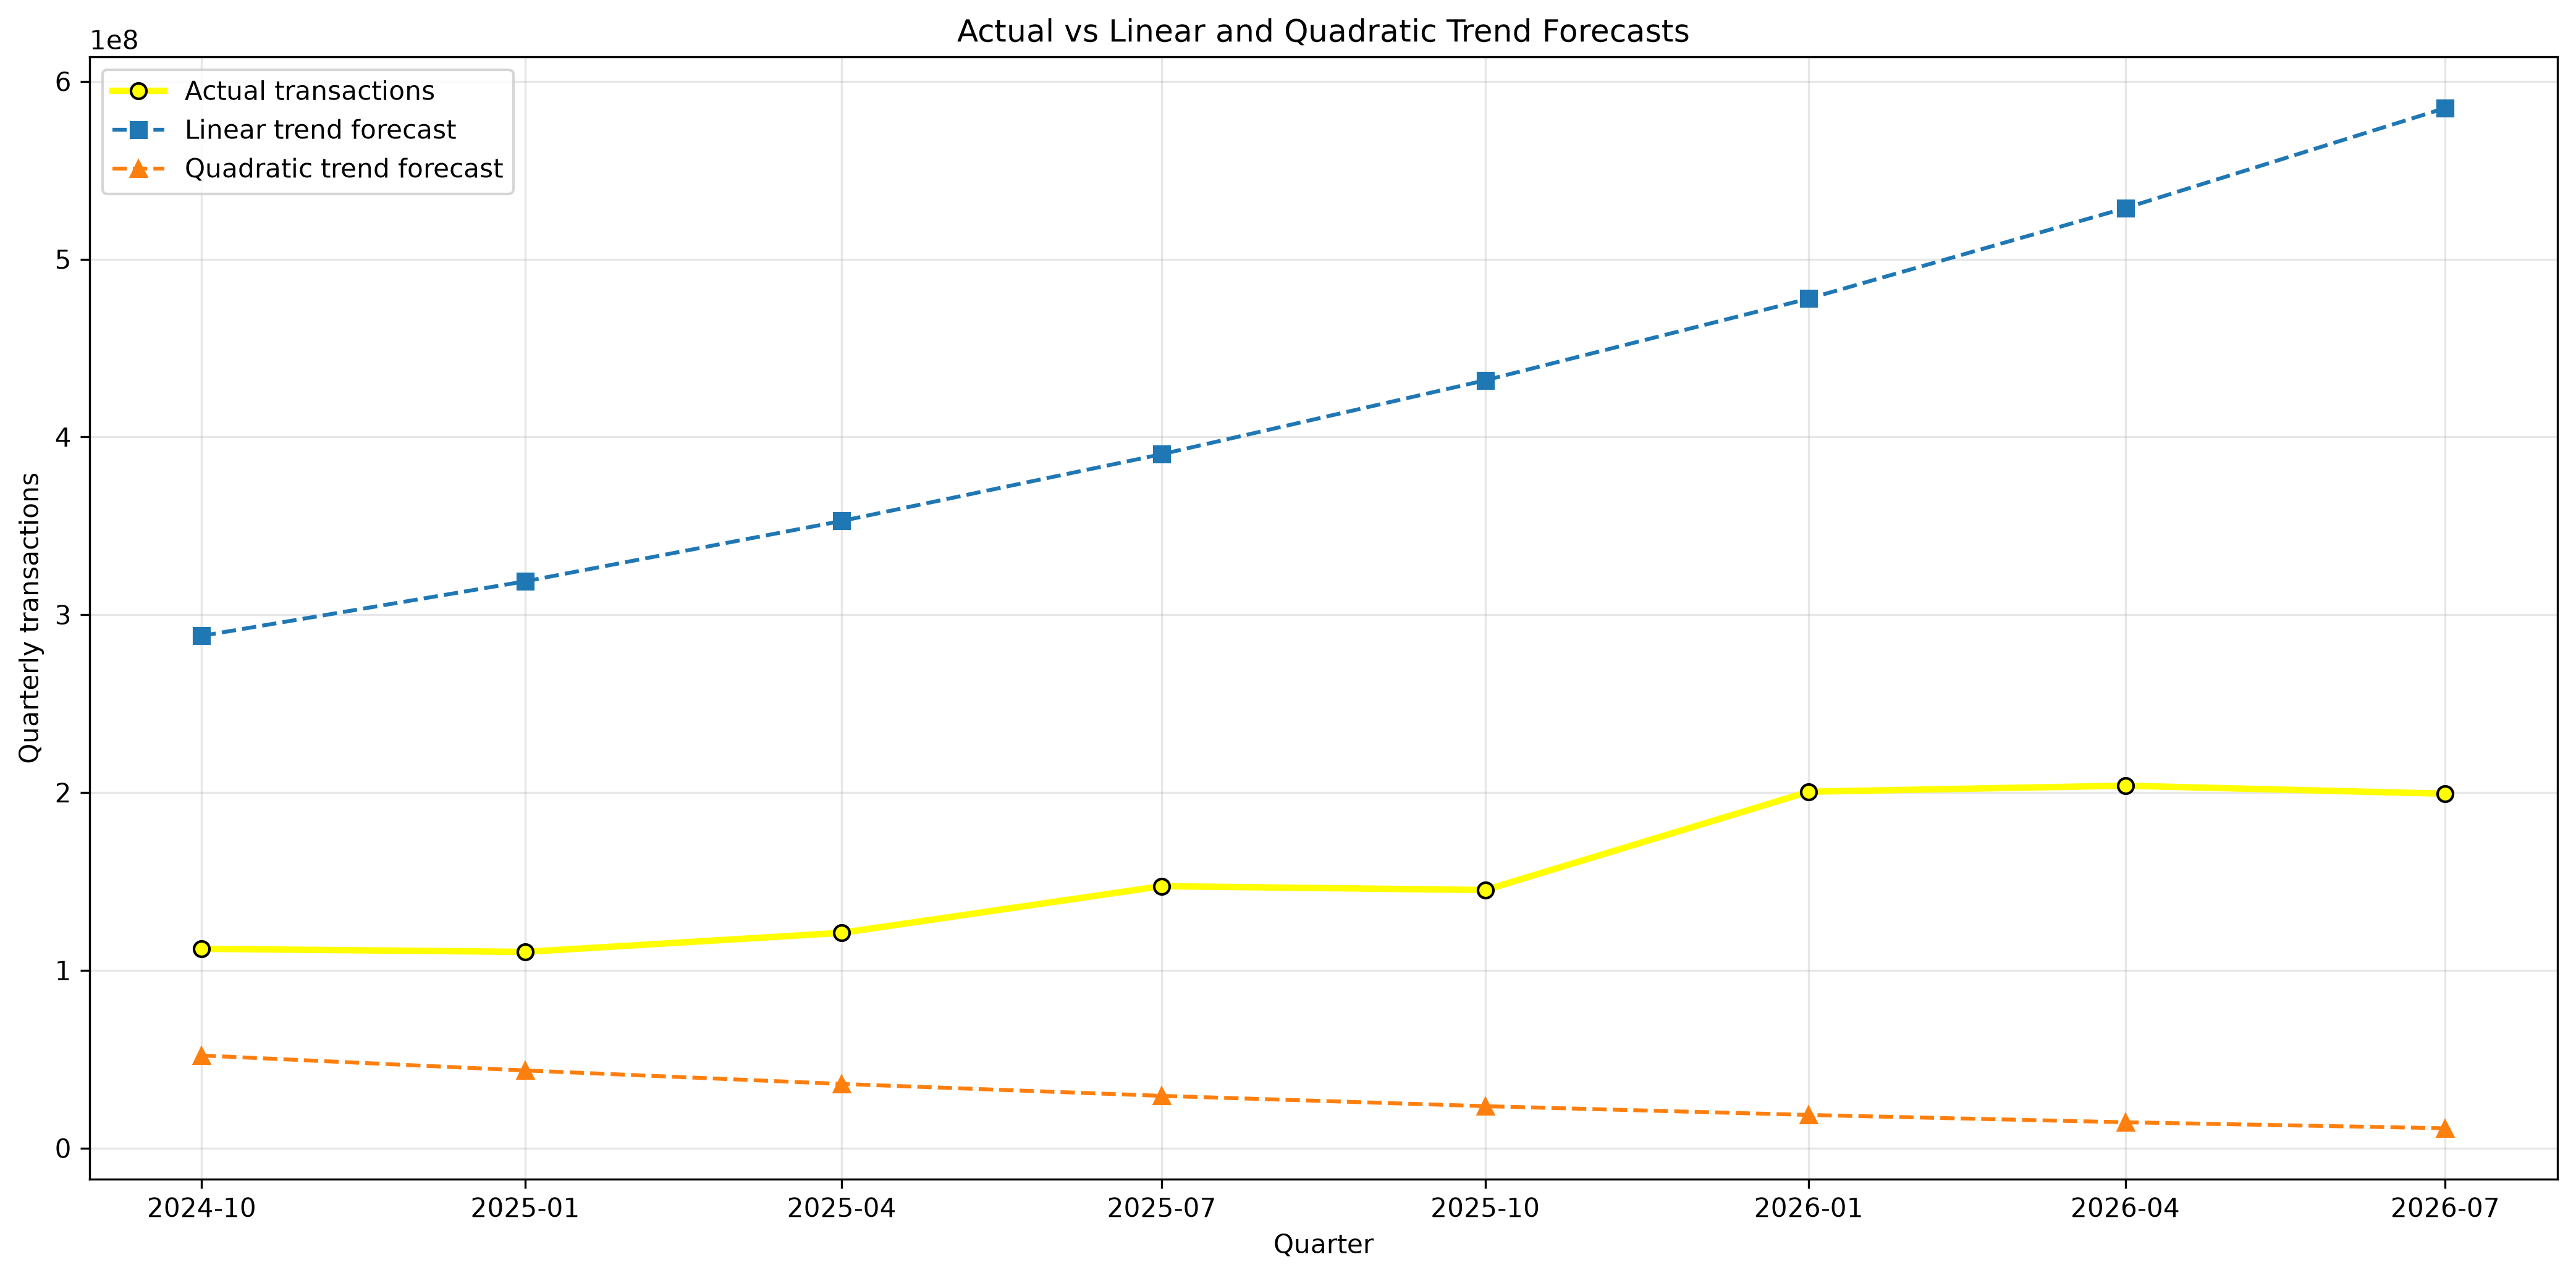 Actual vs Linear and Quadratic Trend Forecasts
1e8
Actual transactions
Linear trend forecast
Quadratic trend forecast
6
5
4
3
2
1
0
Quarterly transactions
2024-10 2025-01 2025-04 2025-07 2025-10 2026-01 2026-04 2026-07
Quarter